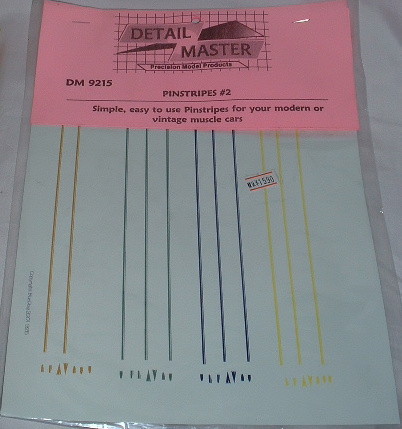 DETAIL
MASTER
Precision Model Products
DM 9215
PINSTRIPES #2
Simple, easy to use Pinstripes for your modern or
vintage muscle cars